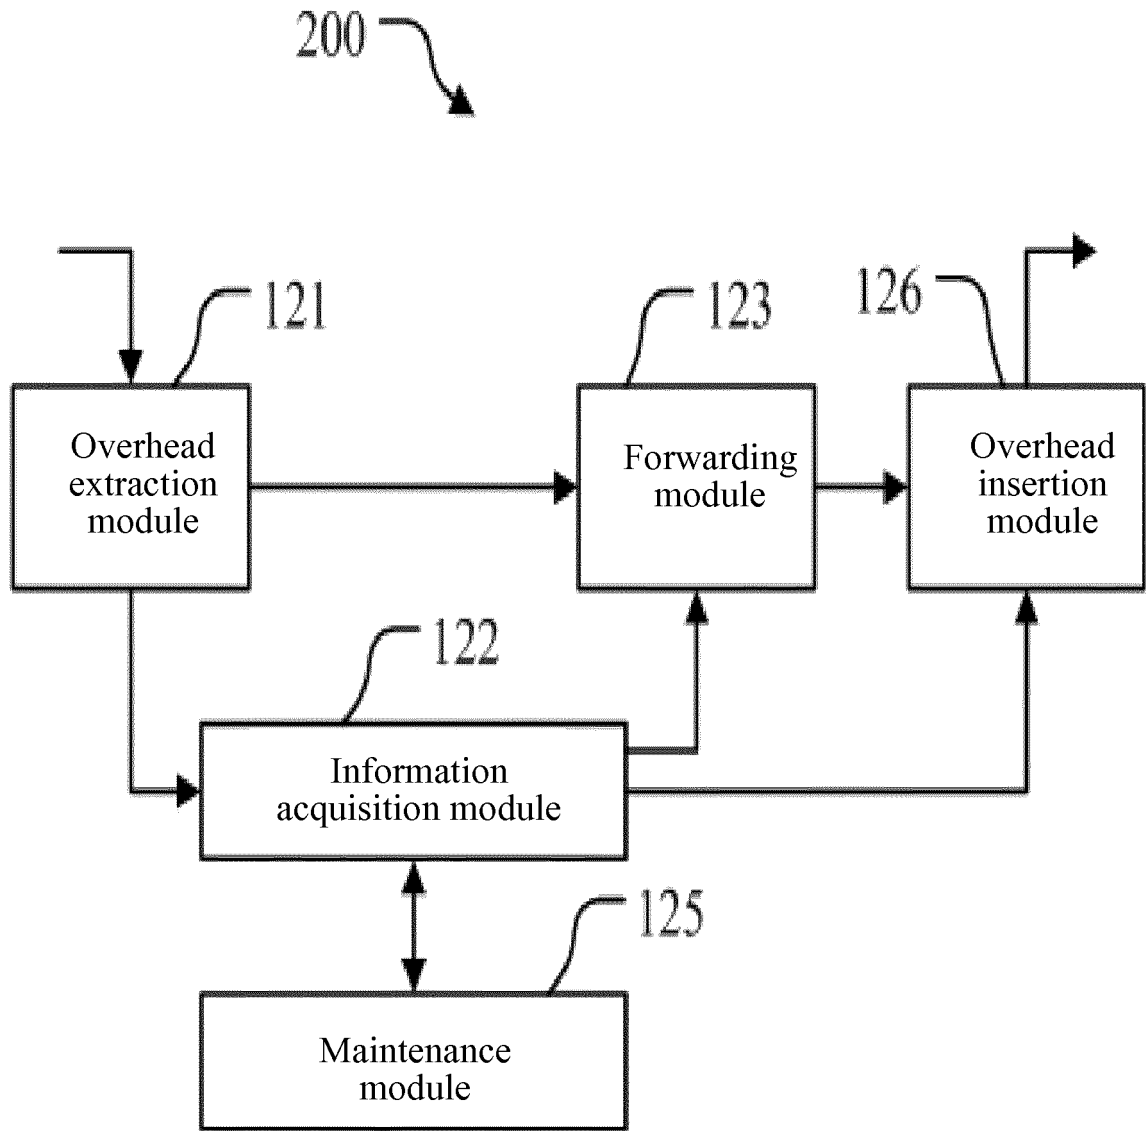 200
121
123
126
Overhead
extraction
module
Forwarding
module
Overhead
insertion
module
122
Information
acquisition module
125
Maintenance
module